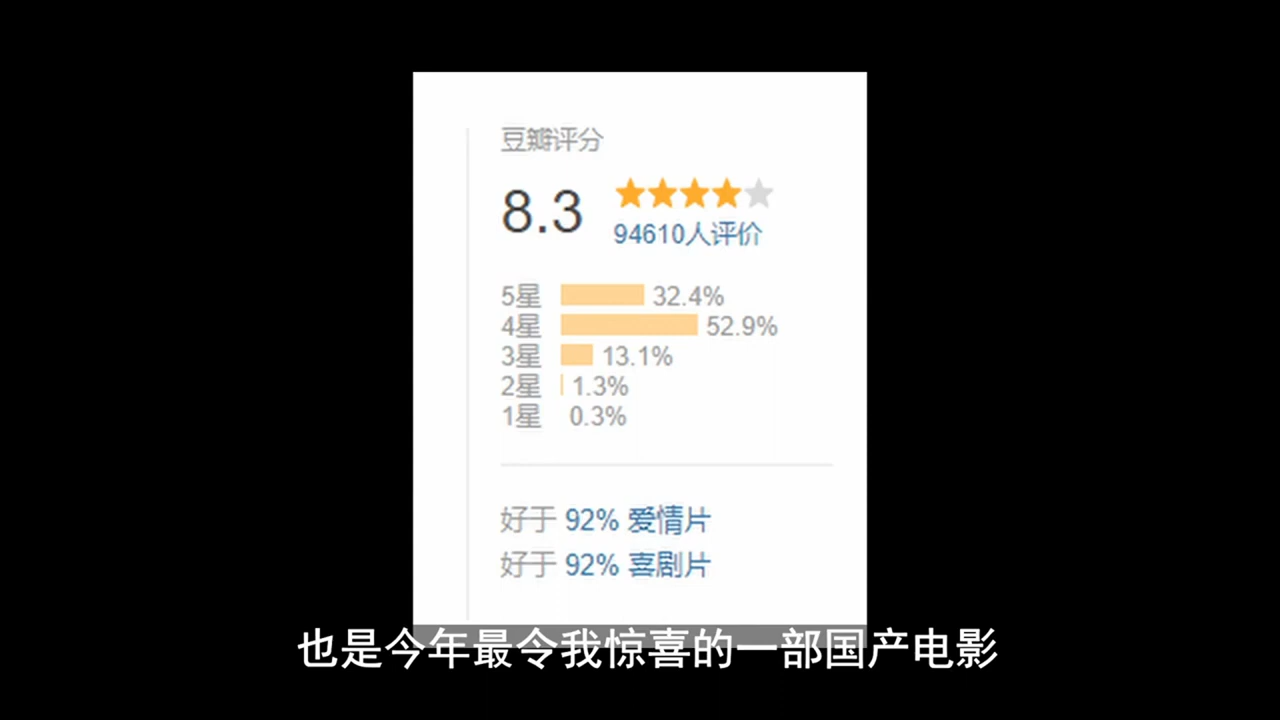 豆瓣评分
8.3
94610人评价
5星 32.4%
4星 52.9%
3星 13.1%
2星 1.3%
1星 0.3%
好于 92% 爱情片
好于 92% 喜剧片
也是今年最令我惊喜的一部国产电影